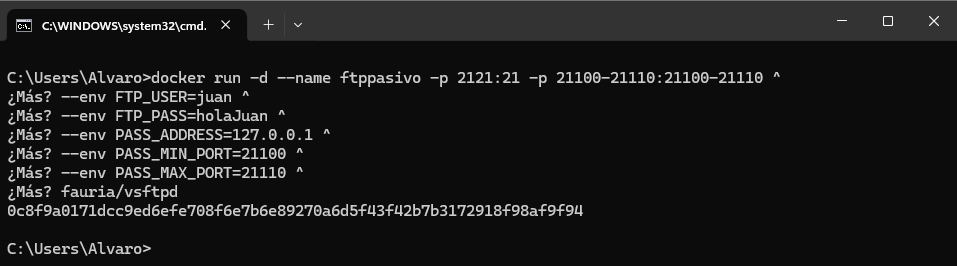 C:\WINDOWS\system32\cmd.
C:\Users\Alvaro>docker run -d --name ftppasivo -p 2121:21 -p 21100-21110:21100-21110 ^
¿Más? --env FTP_USER=juan ^
¿Más? --env FTP_PASS=holaJuan ^
¿Más? --env PASS_ADDRESS=127.0.0.1 ^
¿Más? --env PASS_MIN_PORT=21100 ^
¿Más? --env PASS_MAX_PORT=21110 ^
¿Más? fauria/vsftpd
0c8f9a0171dcc9ed6efe708f6e7b6e89270a6d5f43f42b7b3172918f98af9f94
C:\Users\Alvaro>